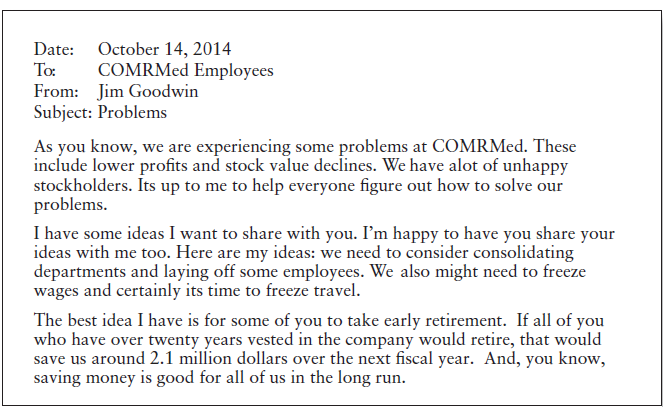 Date: October 14, 2014
To: COMRMed Employees
From: Jim Goodwin
Subject: Problems
As you know, we are experiencing some problems at COMRMed. These
include lower profits and stock value declines. We have alot of unhappy
stockholders. Its up to me to help everyone figure out how to solve our
problems.
I have some ideas I want to share with you. I'm happy to have you share your
ideas with me too. Here are my ideas: we need to consider consolidating
departments and laying off some employees. We also might need to freeze
wages and certainly its time to freeze travel.
The best idea I have is for some of you to take early retirement. If all of you
who have over twenty years vested in the company would retire, that would
save us around 2.1 million dollars over the next fiscal year. And, you know,
saving money is good for all of us in the long run.